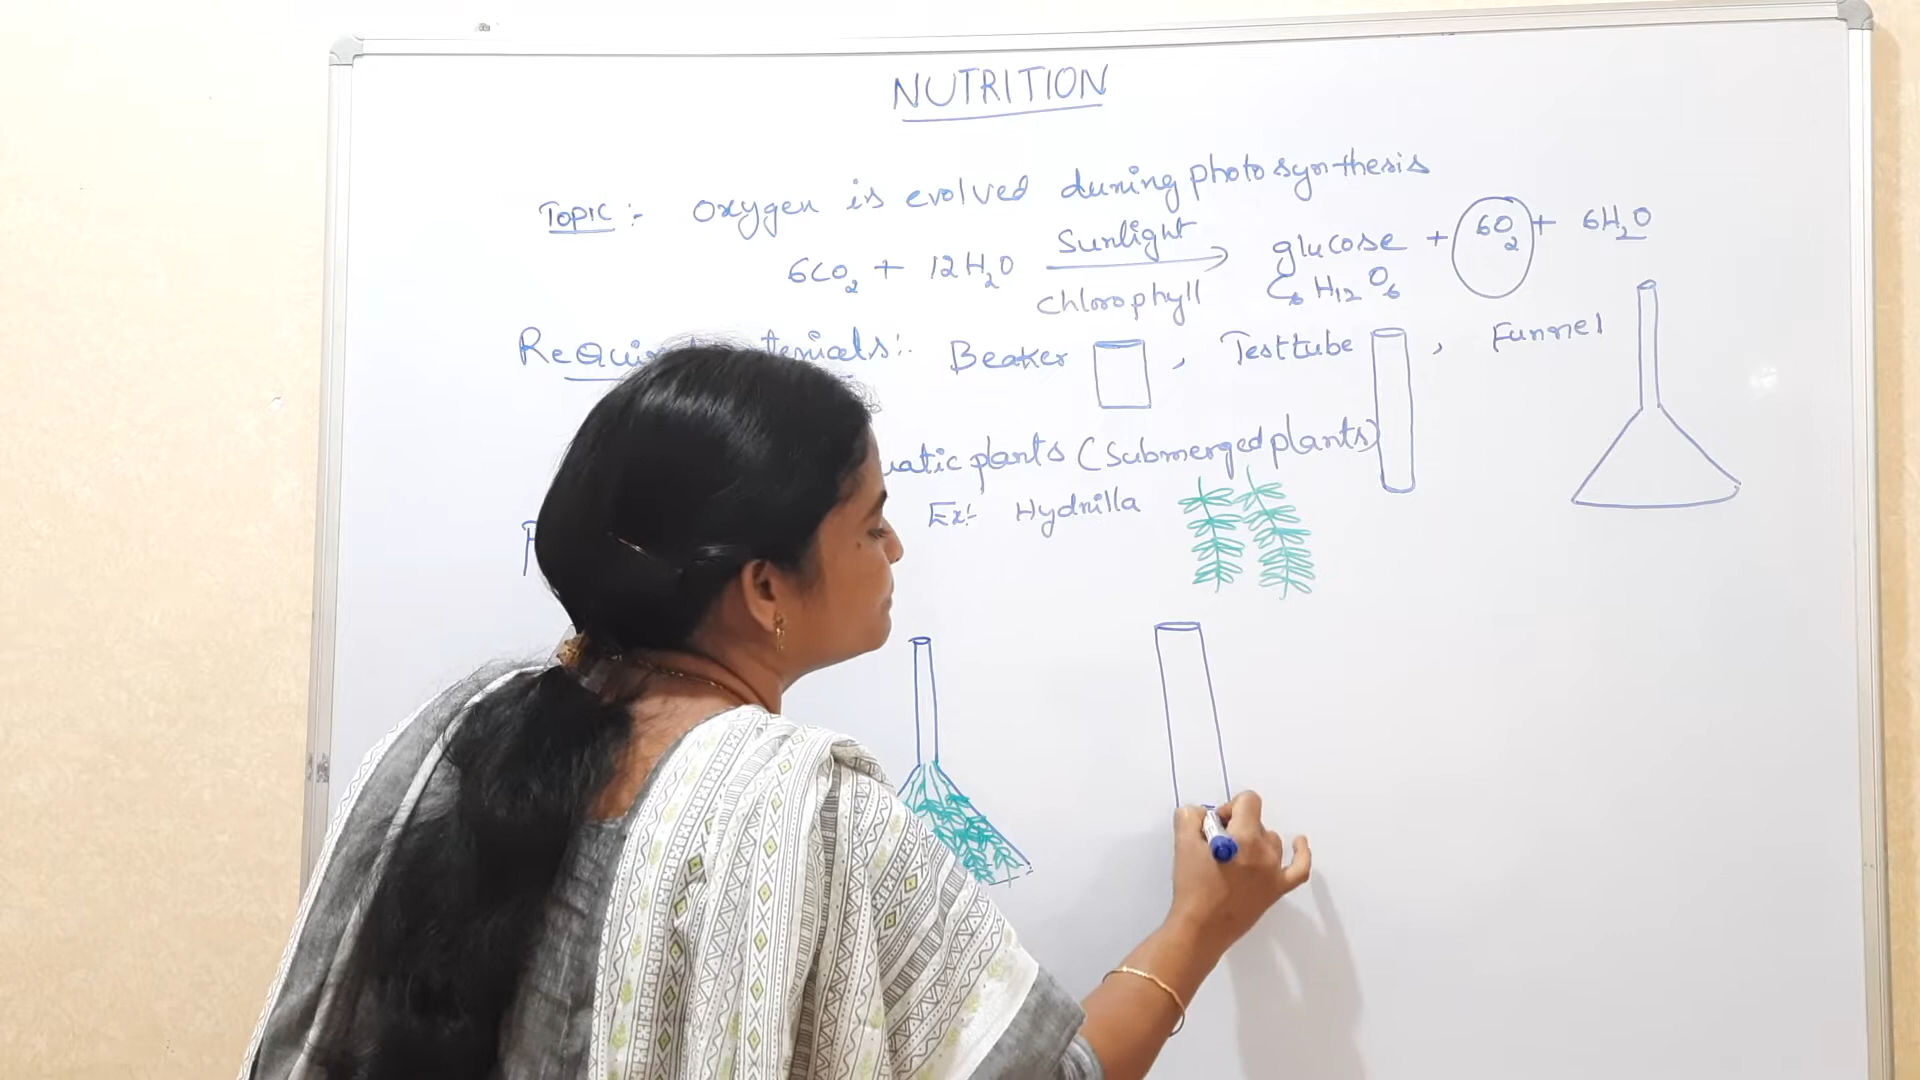 NUTRITION
Topic :- Oxygen is evolved during photosynthesis
6CO2 + 12H2O Sunlight chlorophyll glucose C6H12O6 + 6O2 + 6H2O
Beaker , Testtube , Funnel
plants (Submerged plants)
Ex:- Hydrilla